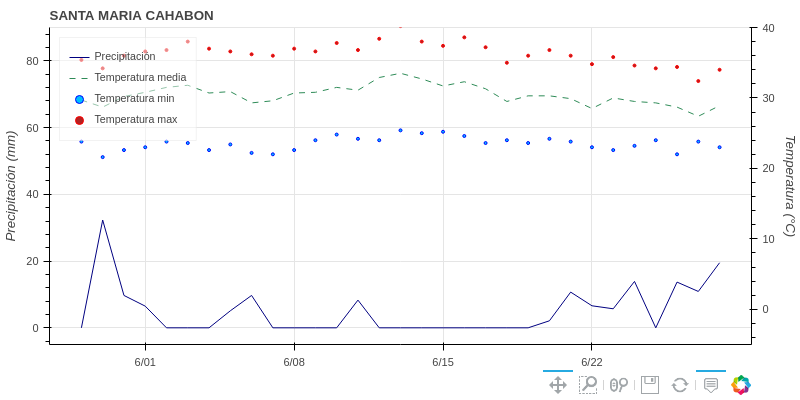 SANTA MARIA CAHABON
Precipitación
Temperatura media
Temperatura min
Temperatura max
Precipitación (mm)
80
60
40
20
0
Temperatura (°C)
40
30
20
10
0
6/01
6/08
6/15
6/22